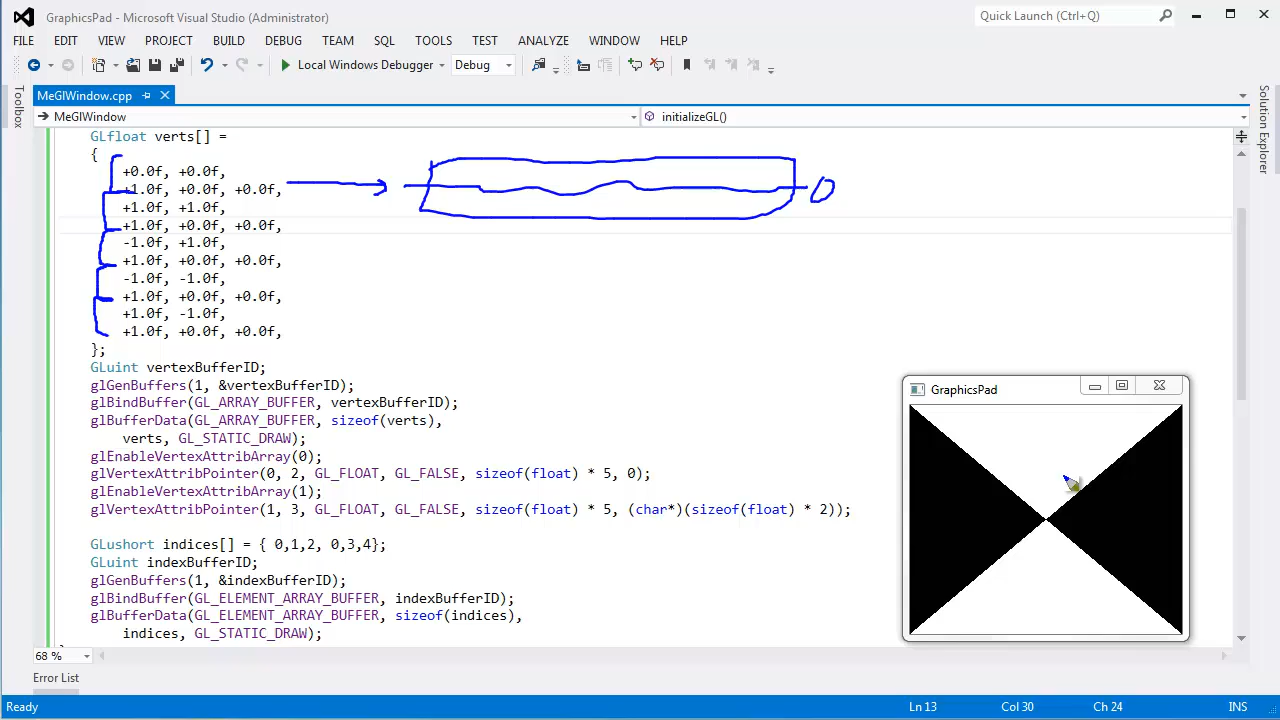 GraphicsPad - Microsoft Visual Studio (Administrator)
Quick Launch (Ctrl+Q)
FILE EDIT VIEW PROJECT BUILD DEBUG TEAM SQL TOOLS TEST ANALYZE WINDOW HELP
Local Windows Debugger Debug
Toolbox
MeGlWindow.cpp
Solution Explorer
MeGlWindow initializeGL()
GLfloat verts[] =
{
+0.0f, +0.0f,
+1.0f, +0.0f, +0.0f,
+1.0f, +1.0f,
+1.0f, +0.0f, +0.0f,
-1.0f, +1.0f,
+1.0f, +0.0f, +0.0f,
-1.0f, -1.0f,
+1.0f, +0.0f, +0.0f,
+1.0f, -1.0f,
+1.0f, +0.0f, +0.0f,
};
0
GLuint vertexBufferID;
glGenBuffers(1, &vertexBufferID);
glBindBuffer(GL_ARRAY_BUFFER, vertexBufferID);
glBufferData(GL_ARRAY_BUFFER, sizeof(verts),
verts, GL_STATIC_DRAW);
glEnableVertexAttribArray(0);
glVertexAttribPointer(0, 2, GL_FLOAT, GL_FALSE, sizeof(float) * 5, 0);
glEnableVertexAttribArray(1);
glVertexAttribPointer(1, 3, GL_FLOAT, GL_FALSE, sizeof(float) * 5, (char*)(sizeof(float) * 2));
GLushort indices[] = { 0,1,2, 0,3,4};
GLuint indexBufferID;
glGenBuffers(1, &indexBufferID);
glBindBuffer(GL_ELEMENT_ARRAY_BUFFER, indexBufferID);
glBufferData(GL_ELEMENT_ARRAY_BUFFER, sizeof(indices),
indices, GL_STATIC_DRAW);
GraphicsPad
68 %
Error List
Ready Ln 13 Col 30 Ch 24 INS